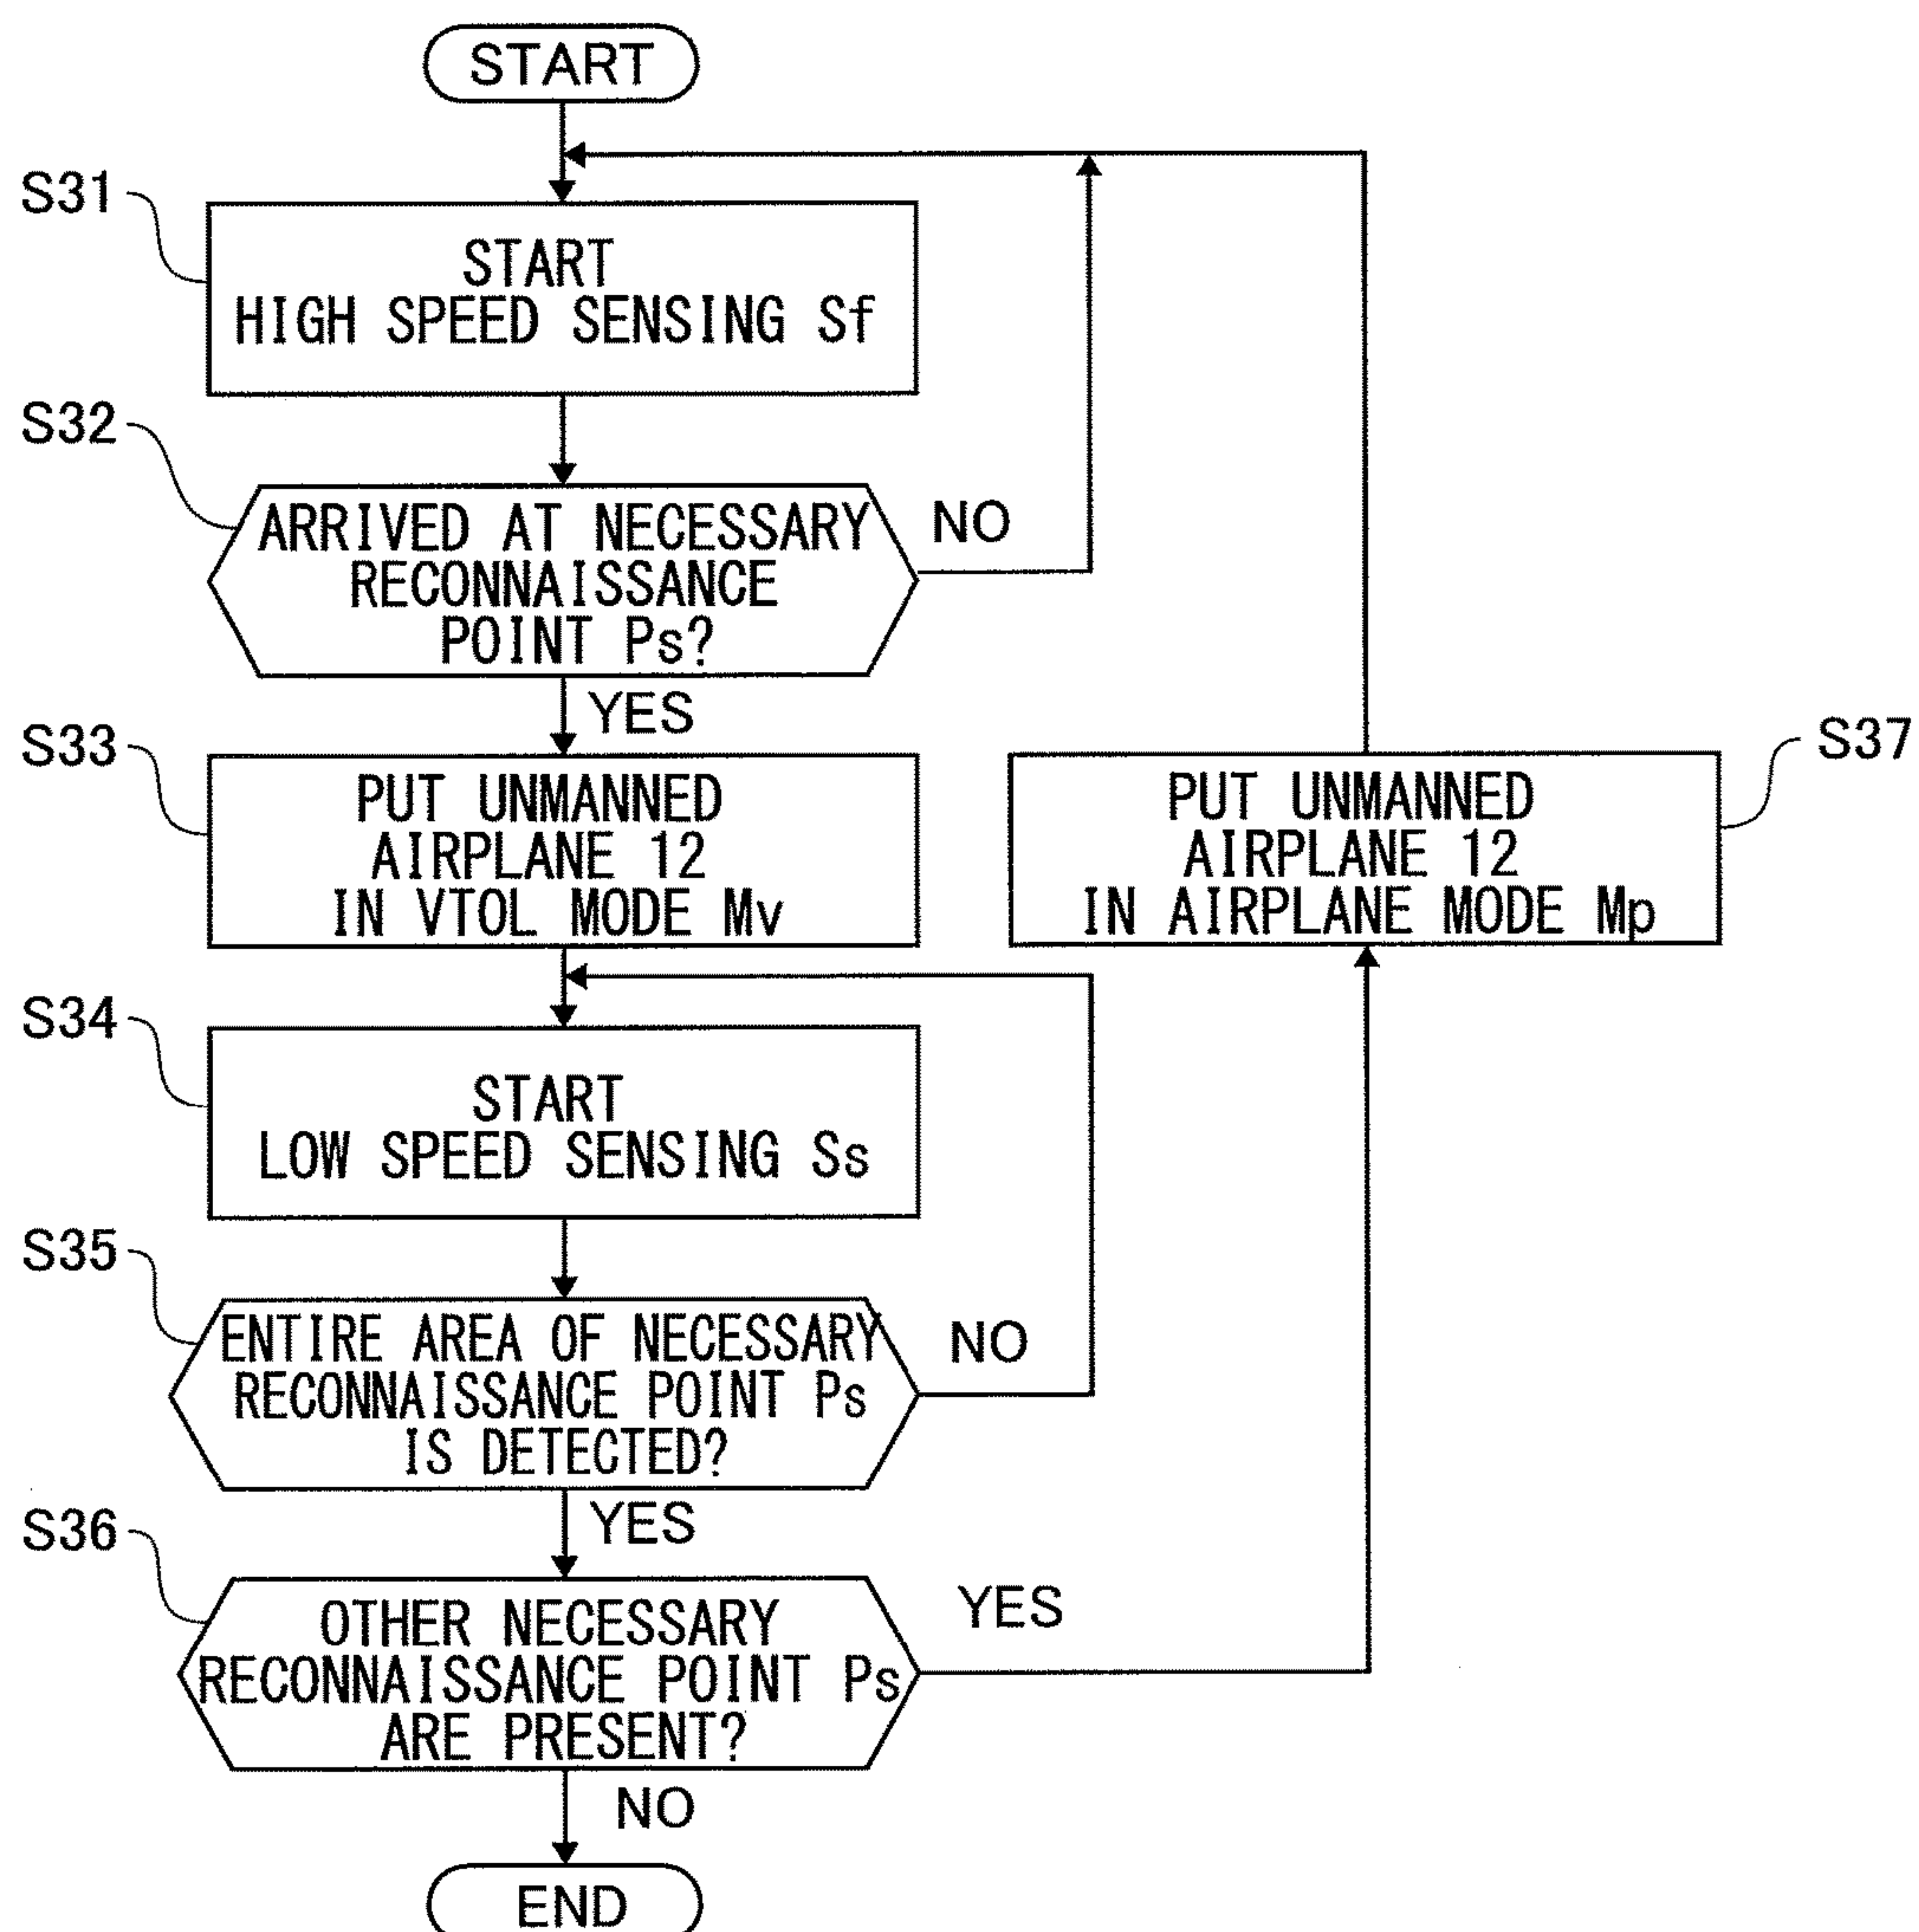 START
S31
START
HIGH SPEED SENSING Sf
S32
ARRIVED AT NECESSARY
RECONNAISSANCE
POINT Ps?
NO
YES
S33
PUT UNMANNED
AIRPLANE 12
IN VTOL MODE Mv
S37
PUT UNMANNED
AIRPLANE 12
IN AIRPLANE MODE Mp
S34
START
LOW SPEED SENSING Ss
S35
ENTIRE AREA OF NECESSARY
RECONNAISSANCE POINT Ps
IS DETECTED?
NO
YES
S36
OTHER NECESSARY
RECONNAISSANCE POINT Ps
ARE PRESENT?
YES
NO
END